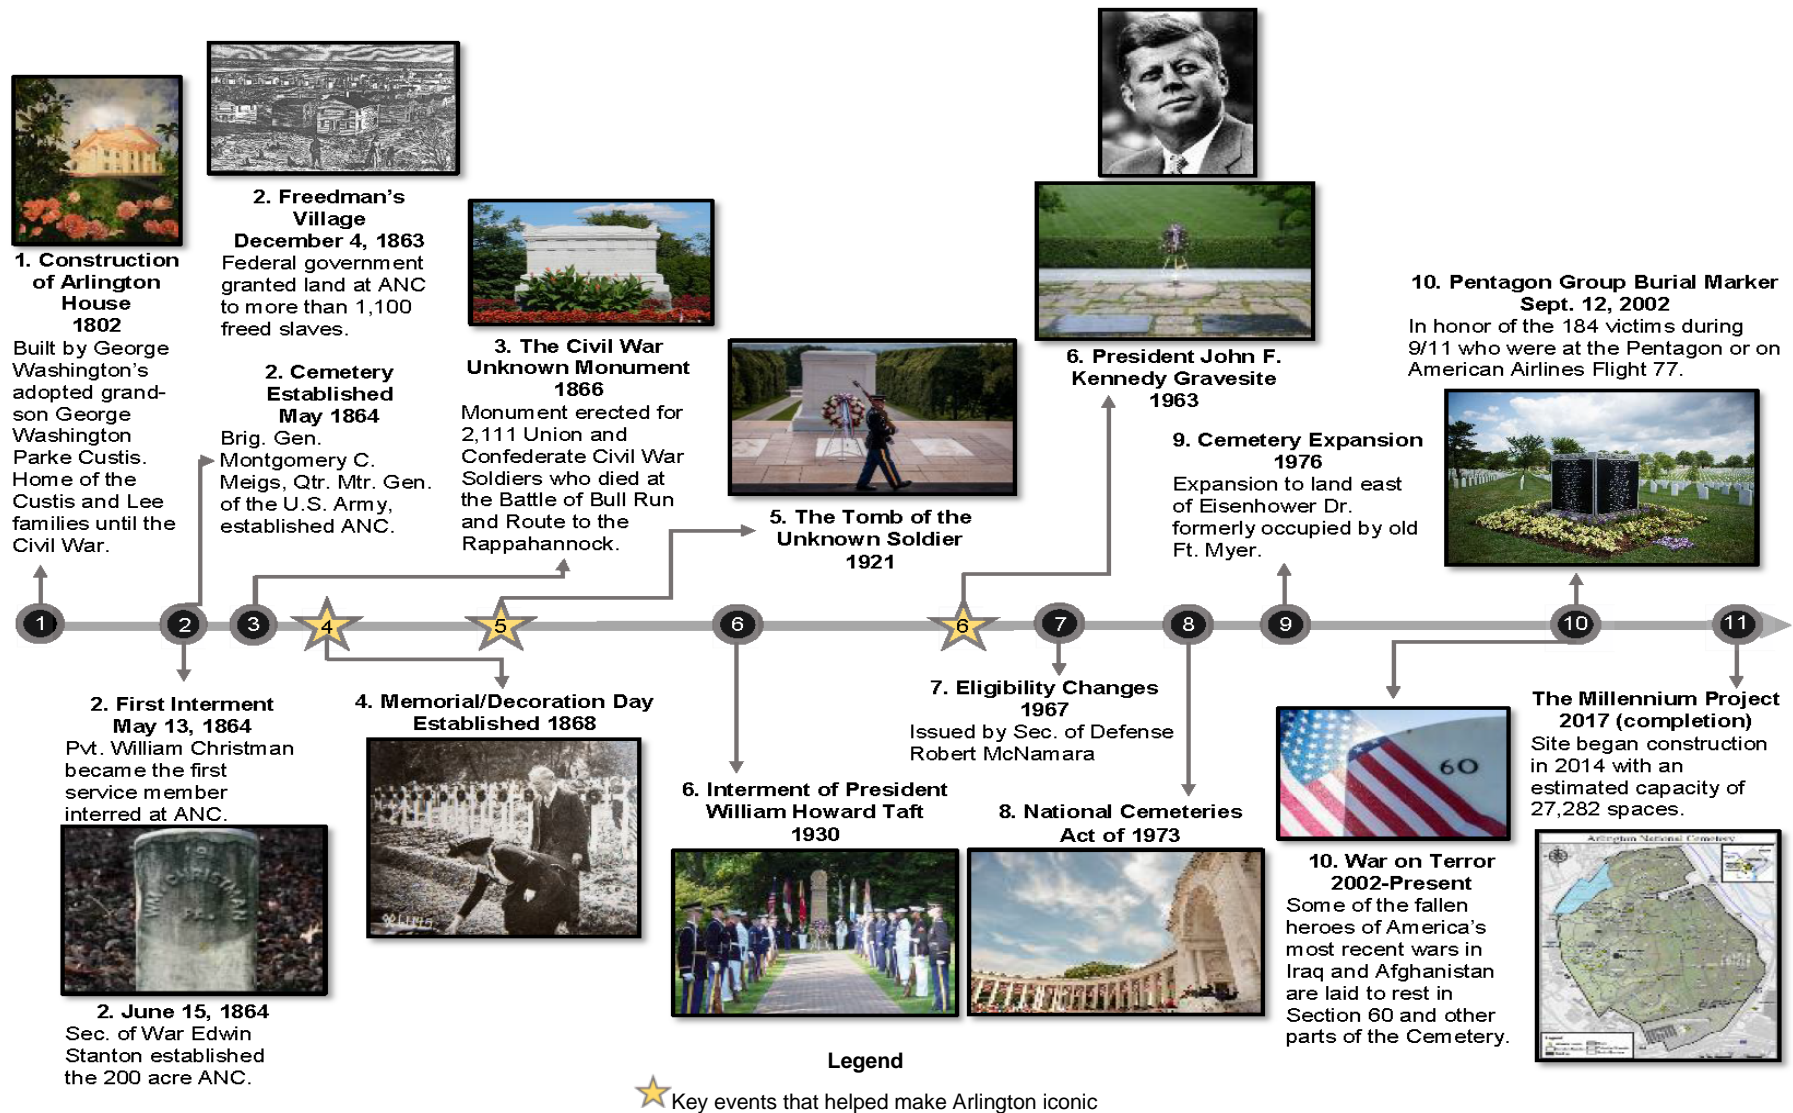 1. Construction
of Arlington
House
1802
Built by George
Washington's
adopted grand-
son George
Washington
Parke Custis.
Home of the
Custis and Lee
families until the
Civil War.
2. Freedman's
Village
December 4, 1863
Federal government
granted land at ANC
to more than 1,100
freed slaves.
2. Cemetery
Established
May 1864
Brig. Gen.
Montgomery C.
Meigs, Qtr. Mtr. Gen.
of the U.S. Army,
established ANC.
3. The Civil War
Unknown Monument
1866
Monument erected for
2,111 Union and
Confederate Civil War
Soldiers who died at
the Battle of Bull Run
and Route to the
Rappahannock.
5. The Tomb of the
Unknown Soldier
1921
6. President John F.
Kennedy Gravesite
1963
9. Cemetery Expansion
1976
Expansion to land east
of Eisenhower Dr.
formerly occupied by old
Ft. Myer.
10. Pentagon Group Burial Marker
Sept. 12, 2002
In honor of the 184 victims during
9/11 who were at the Pentagon or on
American Airlines Flight 77.
1 2 3 4 5 6 6 7 8 9 10 11
2. First Interment
May 13, 1864
Pvt. William Christman
became the first
service member
interred at ANC.
WM. CHRISTMAN
2. June 15, 1864
Sec. of War Edwin
Stanton established
the 200 acre ANC.
4. Memorial/Decoration Day
Established 1868
6. Interment of President
William Howard Taft
1930
7. Eligibility Changes
1967
Issued by Sec. of Defense
Robert McNamara
8. National Cemeteries
Act of 1973
60
10. War on Terror
2002-Present
Some of the fallen
heroes of America's
most recent wars in
Iraq and Afghanistan
are laid to rest in
Section 60 and other
parts of the Cemetery.
The Millennium Project
2017 (completion)
Site began construction
in 2014 with an
estimated capacity of
27,282 spaces.
Arlington National Cemetery
Legend
Key events that helped make Arlington iconic